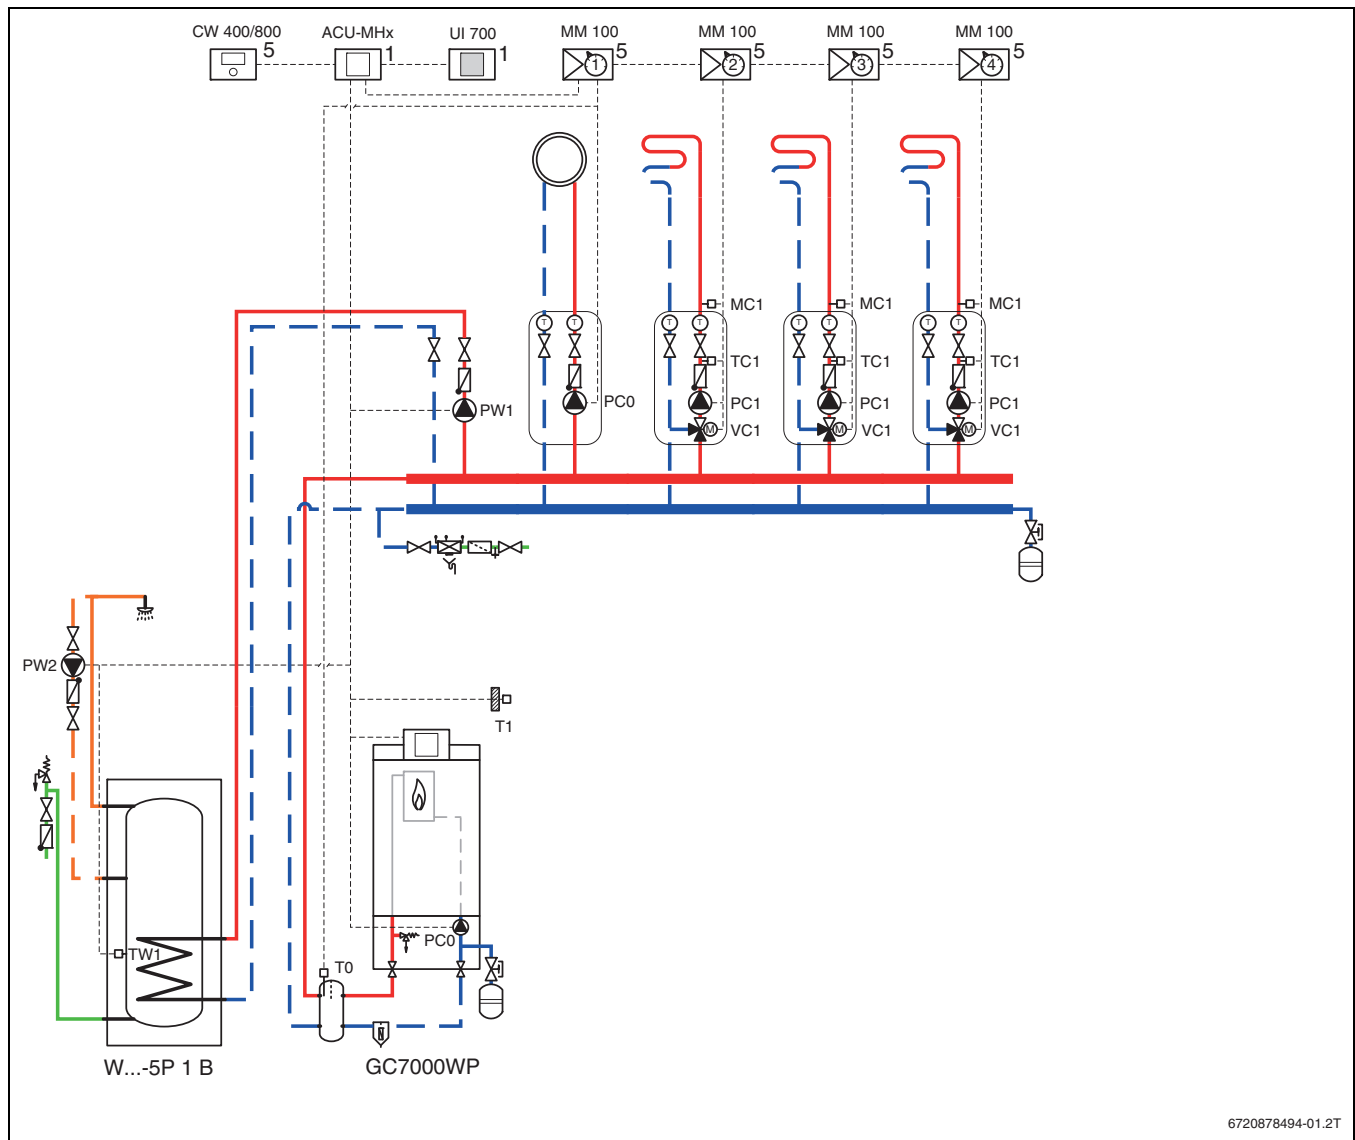 CW 400/800 ACU-MHx UI 700 MM 100 MM 100 MM 100 MM 100
5 1 1 5 5 5 5
1 2 3 4
T T T T T T T T
MC1 MC1 MC1
TC1 TC1 TC1
PW1 PC0 PC1 PC1 PC1
M VC1 M VC1 M VC1
PW2
T1
PC0
TW1 T0
W...-5P 1 B GC7000WP
6720878494-01.2T